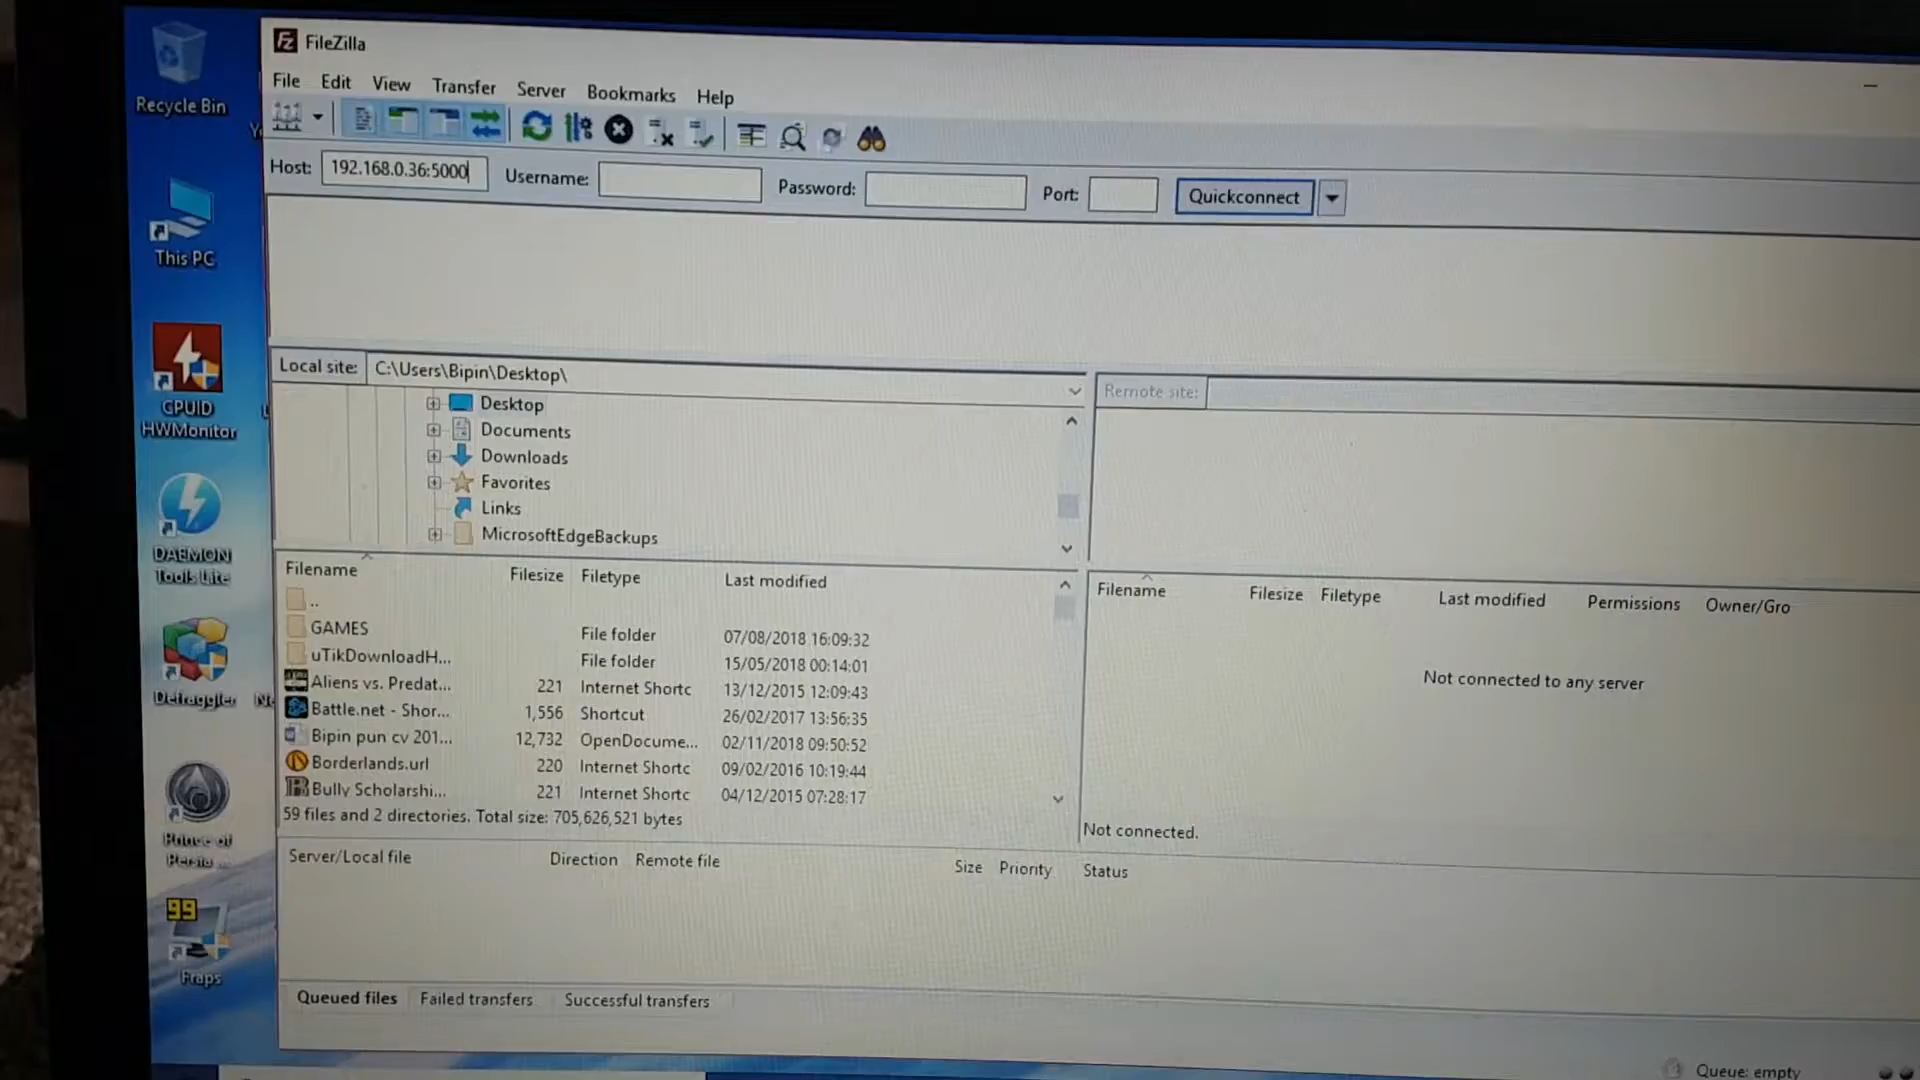 FileZilla
File Edit View Transfer Server Bookmarks Help
Host: 192.168.0.36:5000 Username: Password: Port: Quickconnect
Local site: C:\Users\Bipin\Desktop\
Remote site:
Desktop
Documents
Downloads
Favorites
Links
MicrosoftEdgeBackups
Filename Filesize Filetype Last modified
..
GAMES File folder 07/08/2018 16:09:32
uTikDownloadH... File folder 15/05/2018 00:14:01
Aliens vs. Predat... 221 Internet Shortc 13/12/2015 12:09:43
Battle.net - Shor... 1,556 Shortcut 26/02/2017 13:56:35
Bipin pun cv 201... 12,732 OpenDocume... 02/11/2018 09:50:52
Borderlands.url 220 Internet Shortc 09/02/2016 10:19:44
Bully Scholarshi... 221 Internet Shortc 04/12/2015 07:28:17
59 files and 2 directories. Total size: 705,626,521 bytes
Filename Filesize Filetype Last modified Permissions Owner/Gro
Not connected to any server
Not connected.
Server/Local file Direction Remote file Size Priority Status
Queued files Failed transfers Successful transfers
Queue: empty
Recycle Bin
This PC
CPUID
HWMonitor
DAEMON
Tools Lite
Defraggler
Prince of
Persia ...
99
Fraps